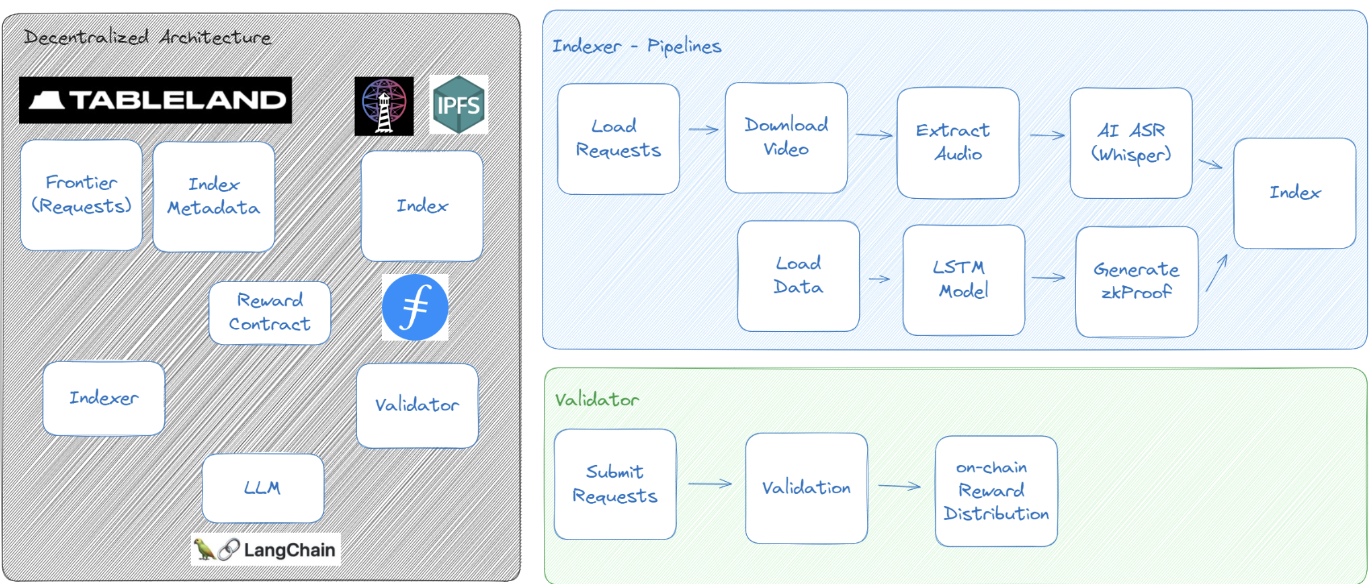 Decentralized Architecture
TABLELAND
IPFS
Frontier
(Requests)
Index
Metadata
Index
Reward
Contract
Indexer
Validator
LLM
LangChain
Indexer - Pipelines
Load
Requests
Download
Video
Extract
Audio
AI ASR
(Whisper)
Index
Load
Data
LSTM
Model
Generate
zkProof
Validator
Submit
Requests
Validation
on-chain
Reward
Distribution